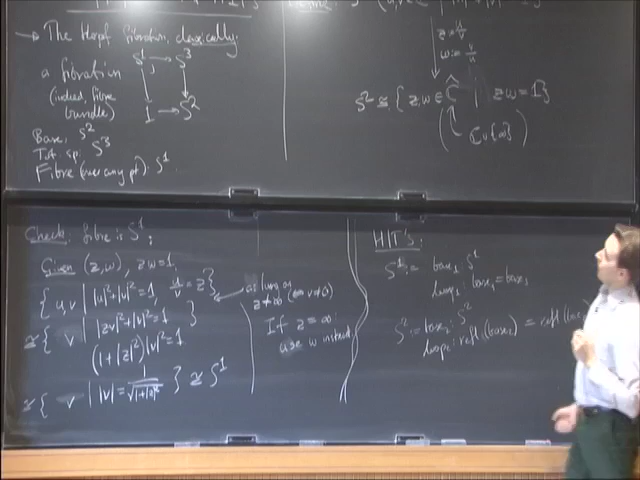 → The Hopf fibration, classically:
a fibration
(indeed, fibre
bundle)
S¹ → S³
1 → S²
Base: S²
Tot. sp: S³
Fibre (over any pt): S¹
z = u/v
w = v/u
S² ≅ { z,w ∈ Ĉ | zw = 1 }
( C ∪ {∞} )
Check: fibre is S¹:
Given (z,w), zw=1.
{ u,v | |u|²+|v|²=1, u/v = z }
≅ { v | |zv|²+|v|²=1 }
(1+|z|²)|v|²=1
≅ { v | |v| = 1/√(1+|z|²) } ≅ S¹
as long as
z≠∞ (⇔ v≠0)
If z = ∞:
use w instead.
HIT's:
S¹ := base₁ : S¹
loop₁ : base₁ = base₁
S² := base₂ : S²
loop₂ : refl(base₂) = refl(base₂)